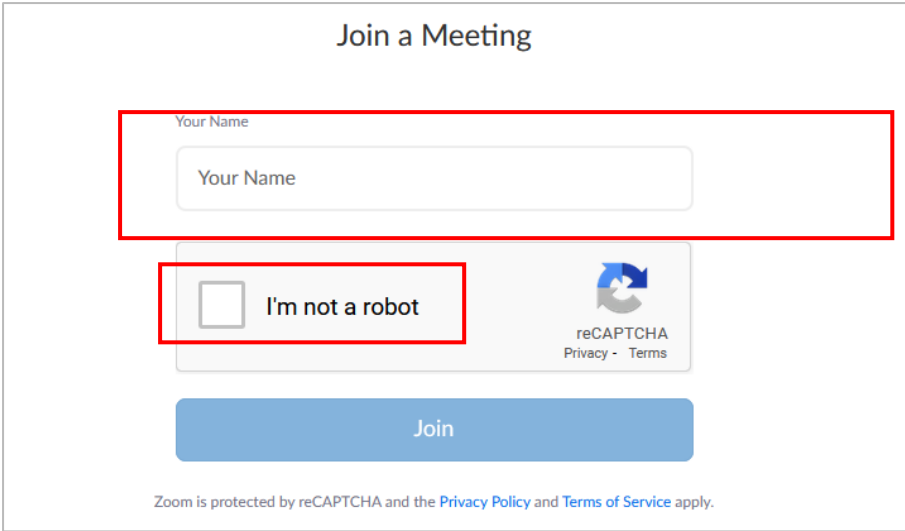 Join a Meeting
Your Name
Your Name
I'm not a robot
reCAPTCHA
Privacy - Terms
Join
Zoom is protected by reCAPTCHA and the Privacy Policy and Terms of Service apply.